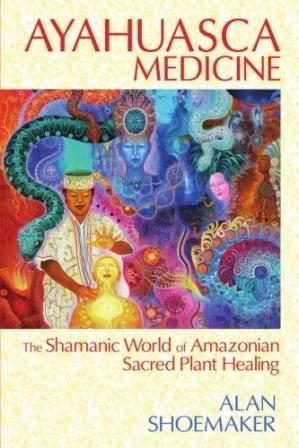 AYAHUASCA
MEDICINE
The Shamanic World of Amazonian
Sacred Plant Healing
ALAN
SHOEMAKER